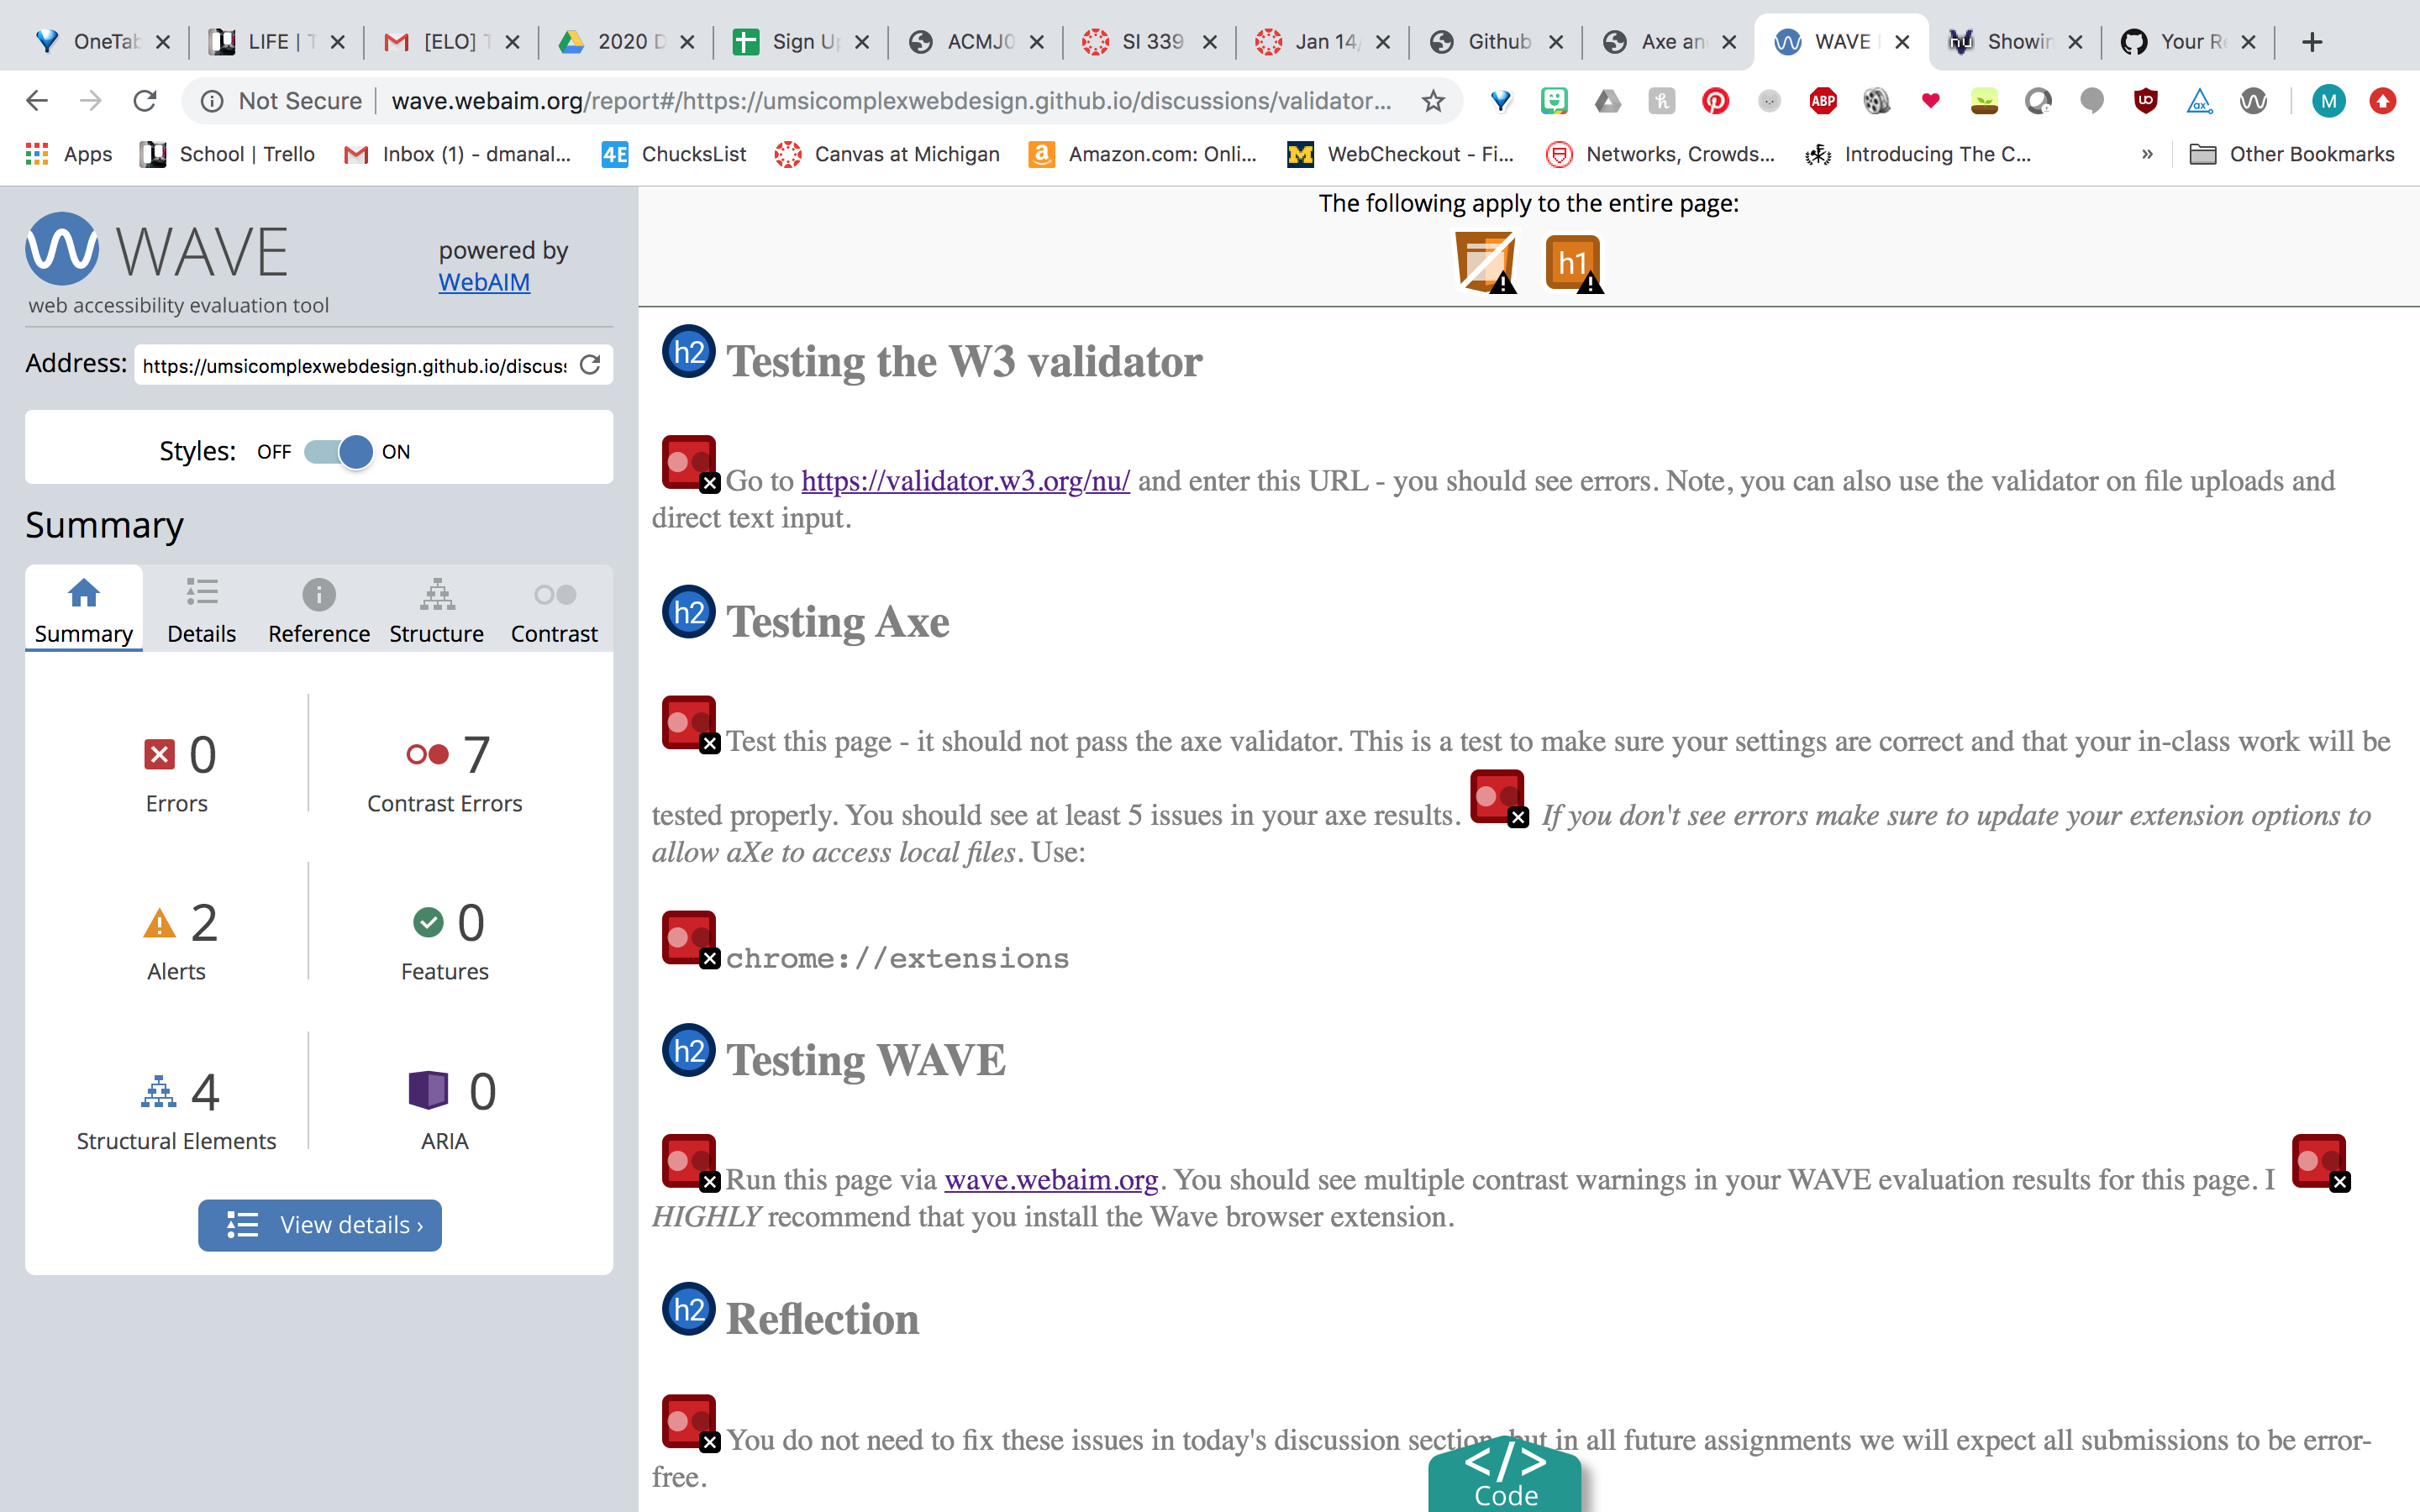 OneTab
LIFE | T
[ELO] T
2020 D
Sign U
ACMJO
SI 339
Jan 14,
Github
Axe an
WAVE
Showin
Your Re
Not Secure
wave.webaim.org/report#/https://umsicomplexwebdesign.github.io/discussions/validator...
ABP
M
Apps
School | Trello
Inbox (1) - dmanal...
4E
ChucksList
Canvas at Michigan
Amazon.com: Onli...
WebCheckout - Fi...
Networks, Crowds...
Introducing The C...
»
Other Bookmarks
WAVE
web accessibility evaluation tool
powered by
WebAIM
Address:
https://umsicomplexwebdesign.github.io/discus
Styles: OFF ON
Summary
Summary
Details
Reference
Structure
Contrast
0
Errors
7
Contrast Errors
2
Alerts
0
Features
4
Structural Elements
0
ARIA
View details ›
The following apply to the entire page:
h1
h2 Testing the W3 validator
Go to https://validator.w3.org/nu/ and enter this URL - you should see errors. Note, you can also use the validator on file uploads and
direct text input.
h2 Testing Axe
Test this page - it should not pass the axe validator. This is a test to make sure your settings are correct and that your in-class work will be
tested properly. You should see at least 5 issues in your axe results. If you don't see errors make sure to update your extension options to
allow aXe to access local files. Use:
chrome://extensions
h2 Testing WAVE
Run this page via wave.webaim.org. You should see multiple contrast warnings in your WAVE evaluation results for this page. I
HIGHLY recommend that you install the Wave browser extension.
h2 Reflection
You do not need to fix these issues in today's discussion section but in all future assignments we will expect all submissions to be error-
free.
</>
Code